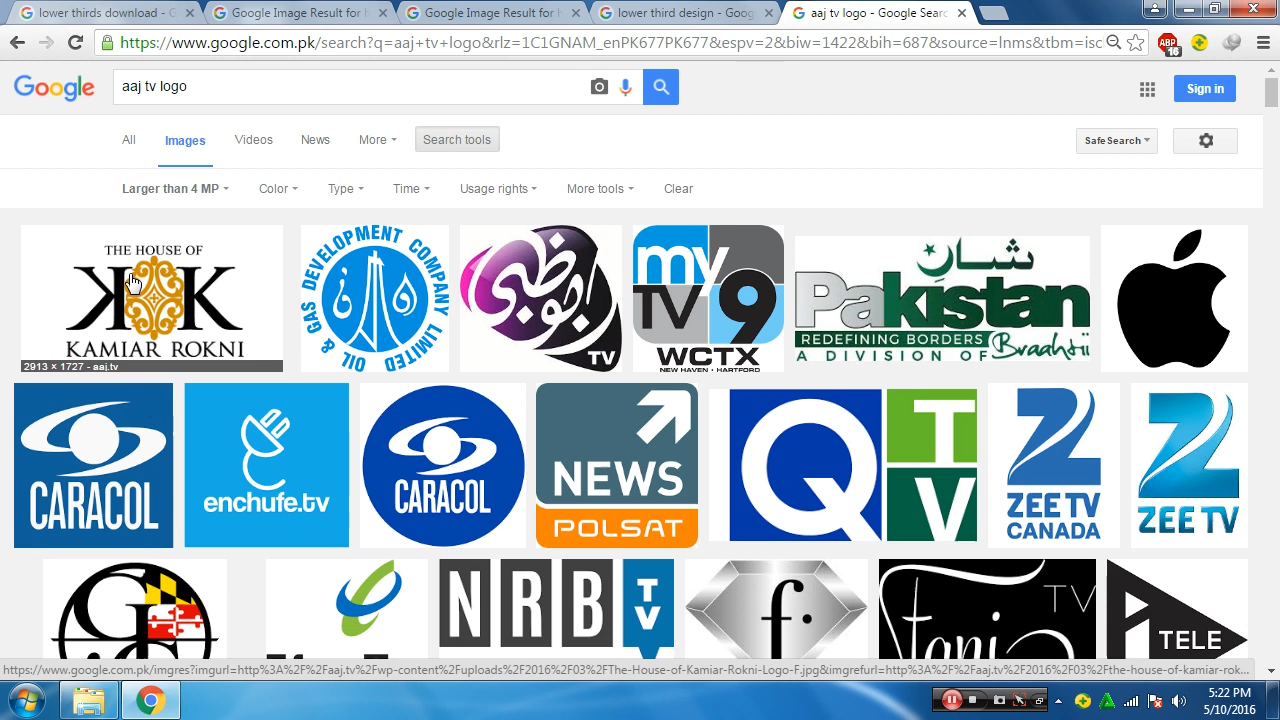 lower thirds download - G
Google Image Result for h
Google Image Result for h
lower third design - Goog
aaj tv logo - Google Searc
https://www.google.com.pk/search?q=aaj+tv+logo&tbz=1C1GNAM_enPK677PK677&espv=2&biw=1422&bih=687&source=lnms&tbm=isc
ABP
16
Google
aaj tv logo
Sign in
All
Images
Videos
News
More
Search tools
SafeSearch
Larger than 4 MP
Color
Type
Time
Usage rights
More tools
Clear
THE HOUSE OF
KK
KAMIAR ROKNI
2913 × 1727 - aaj.tv
OIL & GAS DEVELOPMENT COMPANY LIMITED
ابوظبي
TV
my
TV 9
WCTX
NEW HAVEN - HARTFORD
شانِ
Pakistan
REDEFINING BORDERS
A DIVISION OF Braahtii
CARACOL
enchufe.tv
CARACOL
NEWS
POLSAT
Q
T
V
ZEE TV
CANADA
ZEE TV
NRB
TV
f.
TV
TELE
https://www.google.com.pk/imgres?imgurl=http%3A%2F%2Faaj.tv%2Fwp-content%2Fuploads%2F2016%2F03%2FThe-House-of-Kamiar-Rokni-Logo-F.jpg&imgrefurl=http%3A%2F%2Faaj.tv%2F2016%2F03%2Fthe-house-of-kamiar-rok...
5:22 PM
5/10/2016